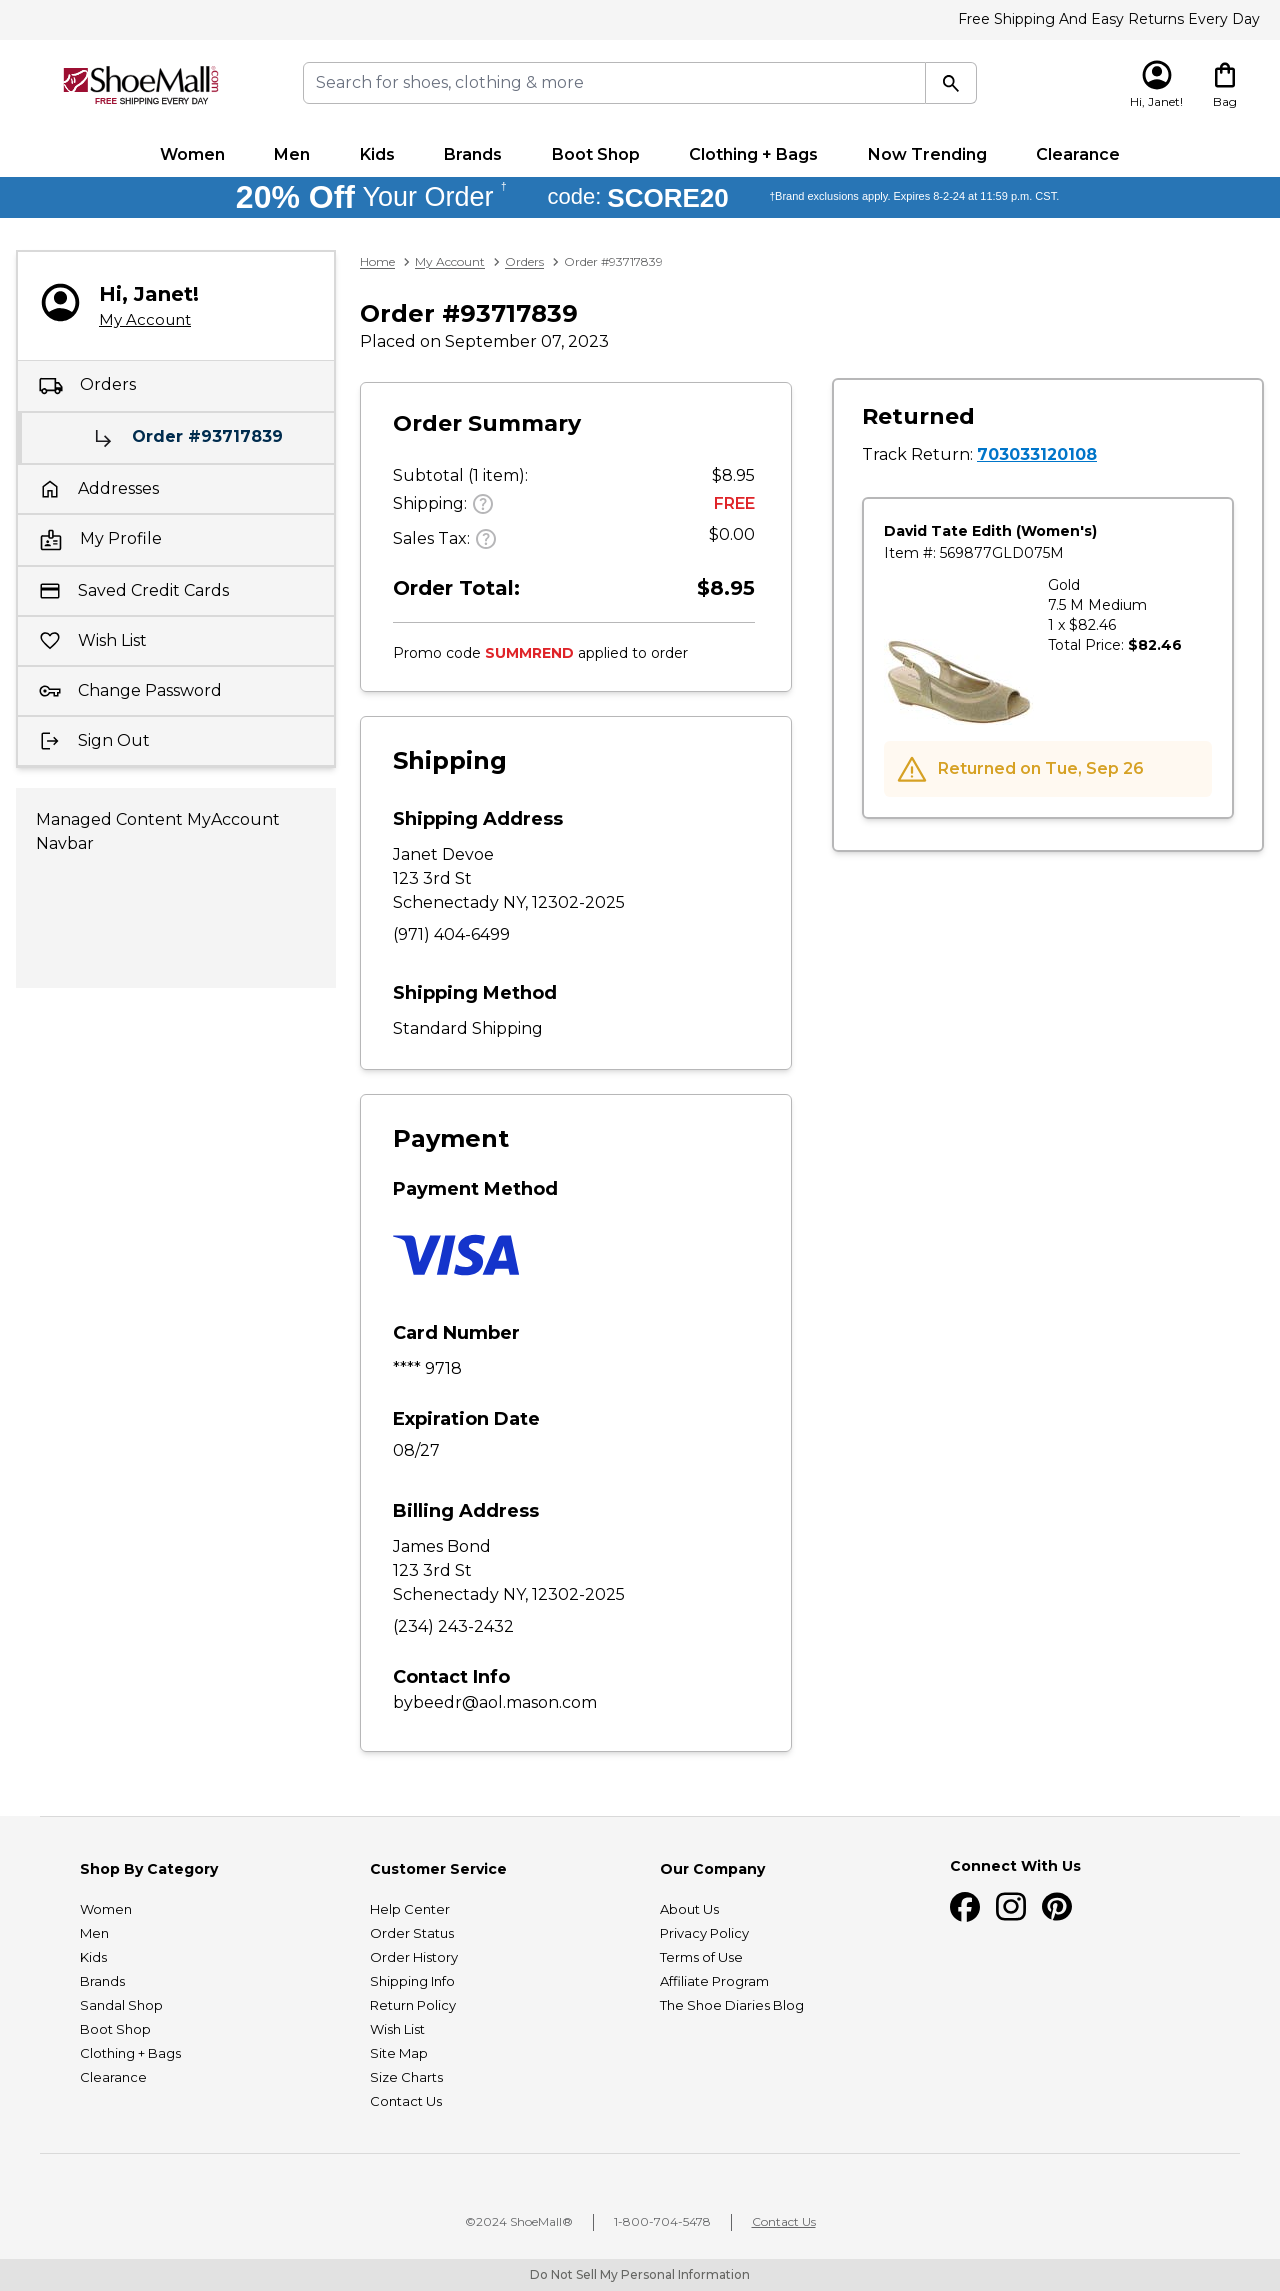 Free Shipping And Easy Returns Every Day
ShoeMall.com
FREE SHIPPING EVERY DAY
Search for shoes, clothing & more
Hi, Janet!
Bag
Women Men Kids Brands Boot Shop Clothing + Bags Now Trending Clearance
20% Off Your Order † code: SCORE20 †Brand exclusions apply. Expires 8-2-24 at 11:59 p.m. CST.
Hi, Janet!
My Account
Orders
Order #93717839
Addresses
My Profile
Saved Credit Cards
Wish List
Change Password
Sign Out
Managed Content MyAccount
Navbar
Home > My Account > Orders > Order #93717839
Order #93717839
Placed on September 07, 2023
Order Summary
Subtotal (1 item): $8.95
Shipping: ? FREE
Sales Tax: ? $0.00
Order Total: $8.95
Promo code SUMMREND applied to order
Shipping
Shipping Address
Janet Devoe
123 3rd St
Schenectady NY, 12302-2025
(971) 404-6499
Shipping Method
Standard Shipping
Payment
Payment Method
VISA
Card Number
**** 9718
Expiration Date
08/27
Billing Address
James Bond
123 3rd St
Schenectady NY, 12302-2025
(234) 243-2432
Contact Info
bybeedr@aol.mason.com
Returned
Track Return: 703033120108
David Tate Edith (Women's)
Item #: 569877GLD075M
Gold
7.5 M Medium
1 x $82.46
Total Price: $82.46
Returned on Tue, Sep 26
Shop By Category
Women
Men
Kids
Brands
Sandal Shop
Boot Shop
Clothing + Bags
Clearance
Customer Service
Help Center
Order Status
Order History
Shipping Info
Return Policy
Wish List
Site Map
Size Charts
Contact Us
Our Company
About Us
Privacy Policy
Terms of Use
Affiliate Program
The Shoe Diaries Blog
Connect With Us
©2024 ShoeMall® | 1-800-704-5478 | Contact Us
Do Not Sell My Personal Information